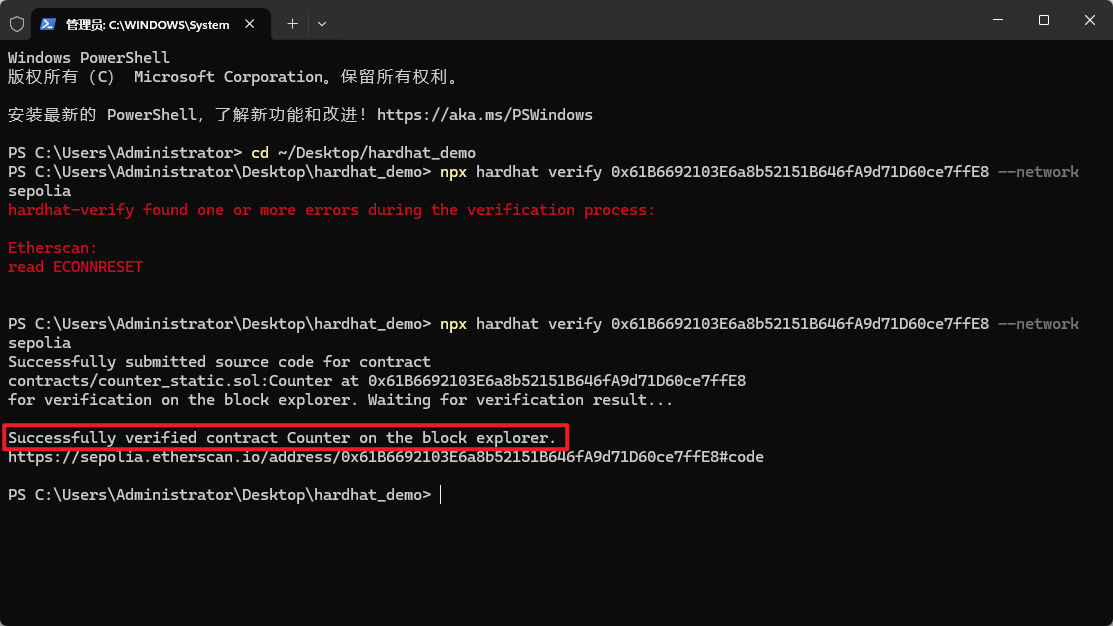 管理员: C:\WINDOWS\System
Windows PowerShell
版权所有（C） Microsoft Corporation。保留所有权利。
安装最新的 PowerShell，了解新功能和改进！https://aka.ms/PSWindows
PS C:\Users\Administrator> cd ~/Desktop/hardhat_demo
PS C:\Users\Administrator\Desktop\hardhat_demo> npx hardhat verify 0x61B6692103E6a8b52151B646fA9d71D60ce7ffE8 --network
sepolia
hardhat-verify found one or more errors during the verification process:
Etherscan:
read ECONNRESET
PS C:\Users\Administrator\Desktop\hardhat_demo> npx hardhat verify 0x61B6692103E6a8b52151B646fA9d71D60ce7ffE8 --network
sepolia
Successfully submitted source code for contract
contracts/counter_static.sol:Counter at 0x61B6692103E6a8b52151B646fA9d71D60ce7ffE8
for verification on the block explorer. Waiting for verification result...
Successfully verified contract Counter on the block explorer.
https://sepolia.etherscan.io/address/0x61B6692103E6a8b52151B646fA9d71D60ce7ffE8#code
PS C:\Users\Administrator\Desktop\hardhat_demo>